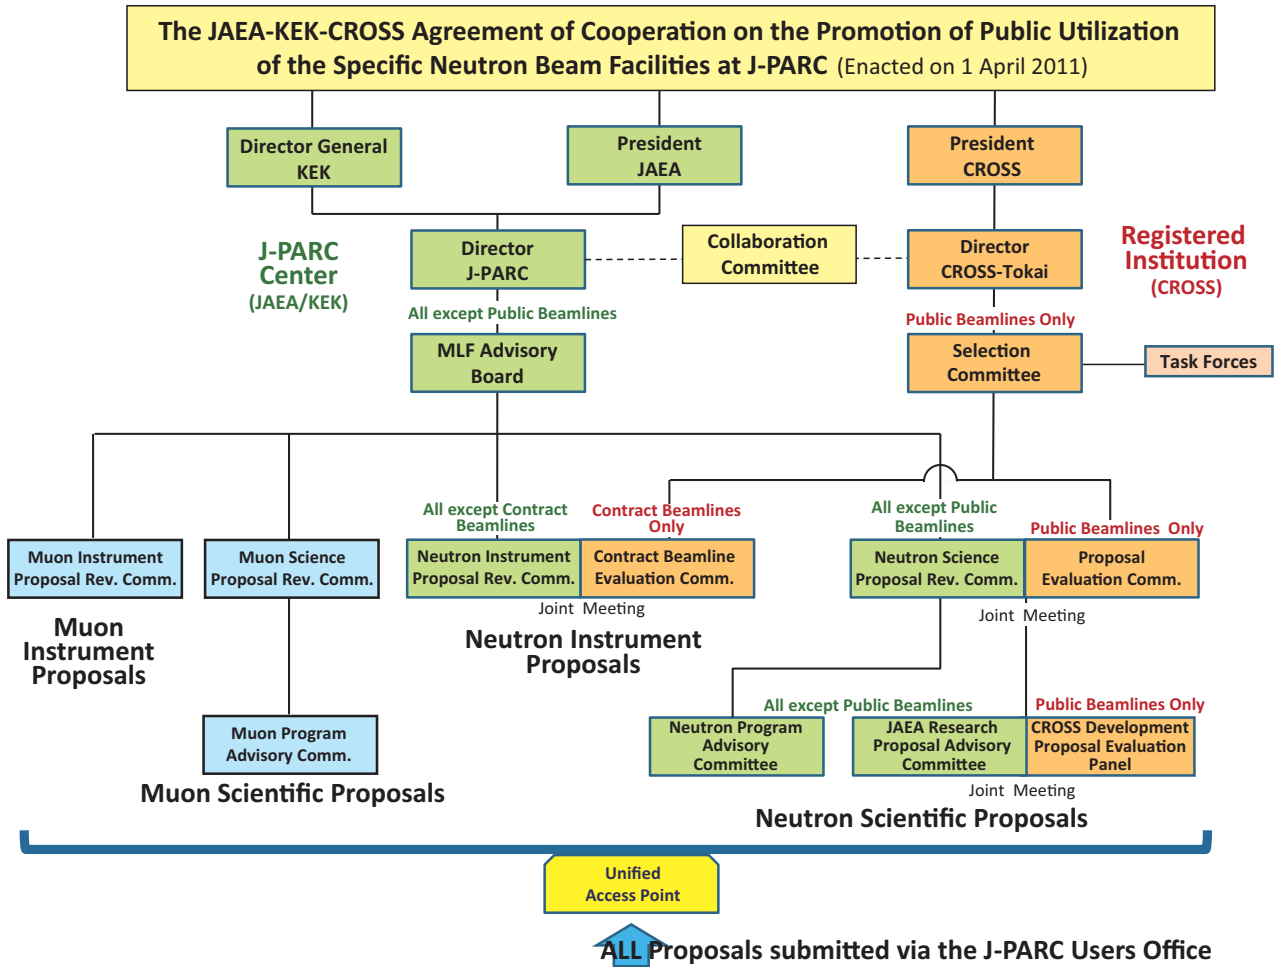 The JAEA-KEK-CROSS Agreement of Cooperation on the Promotion of Public Utilization
of the Specific Neutron Beam Facilities at J-PARC (Enacted on 1 April 2011)
Director General
KEK
President
JAEA
President
CROSS
J-PARC
Center
(JAEA/KEK)
Director
J-PARC
Collaboration
Committee
Director
CROSS-Tokai
Registered
Institution
(CROSS)
All except Public Beamlines
Public Beamlines Only
MLF Advisory
Board
Selection
Committee
Task Forces
All except Contract
Beamlines
Contract Beamlines
Only
All except Public
Beamlines
Public Beamlines Only
Muon Instrument
Proposal Rev. Comm.
Muon Science
Proposal Rev. Comm.
Neutron Instrument
Proposal Rev. Comm.
Contract Beamline
Evaluation Comm.
Neutron Science
Proposal Rev. Comm.
Proposal
Evaluation Comm.
Joint Meeting
Joint Meeting
Muon
Instrument
Proposals
Neutron Instrument
Proposals
All except Public Beamlines
Public Beamlines Only
Muon Program
Advisory Comm.
Neutron Program
Advisory
Committee
JAEA Research
Proposal Advisory
Committee
CROSS Development
Proposal Evaluation
Panel
Joint Meeting
Muon Scientific Proposals
Neutron Scientific Proposals
Unified
Access Point
ALL Proposals submitted via the J-PARC Users Office